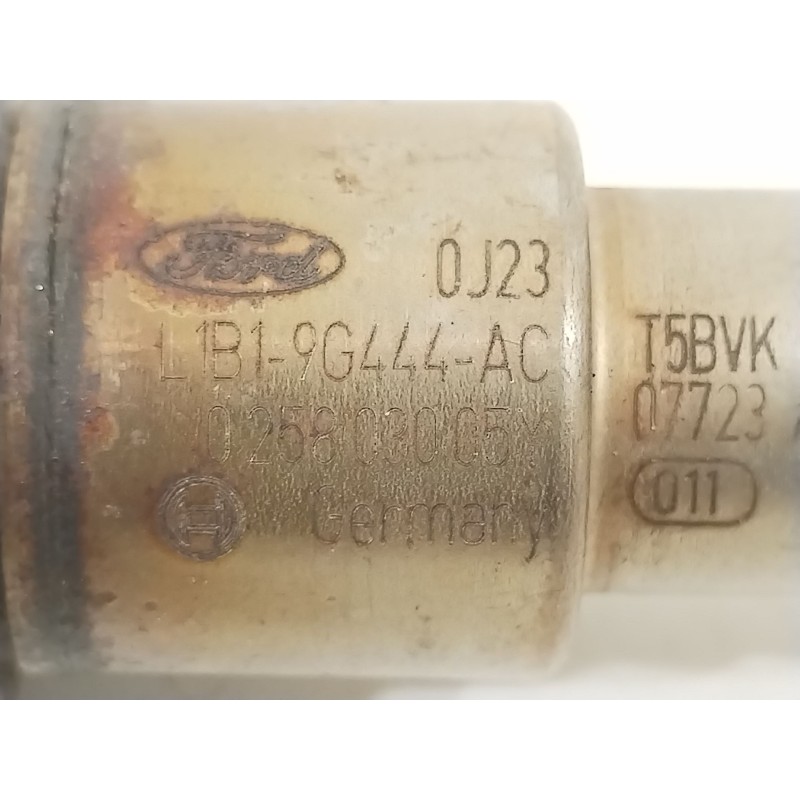 Ford 0J23
L1B1-9G444-AC
0 258 030 05Y
Germany
T5BVK
07723
011